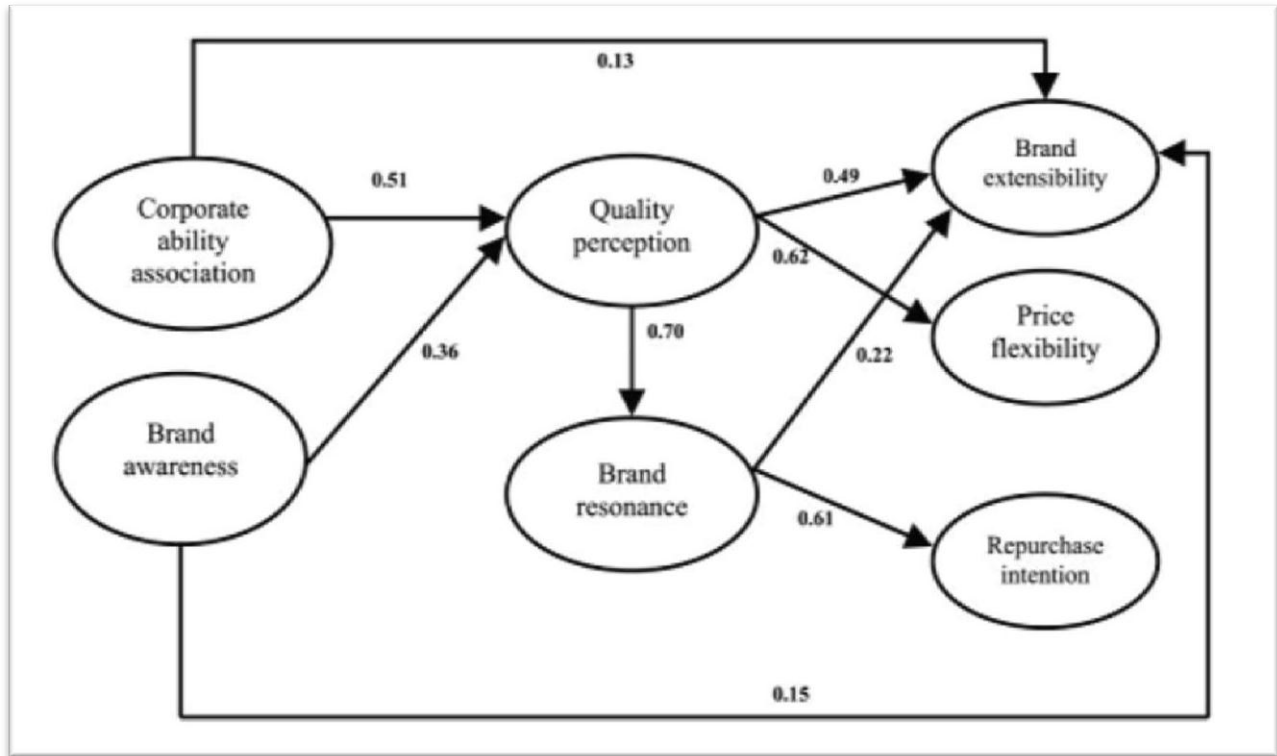 0.13
Corporate
ability
association
0.51
Quality
perception
0.49
Brand
extensibility
0.62
Price
flexibility
0.36
0.70
0.22
Brand
awareness
Brand
resonance
0.61
Repurchase
intention
0.15